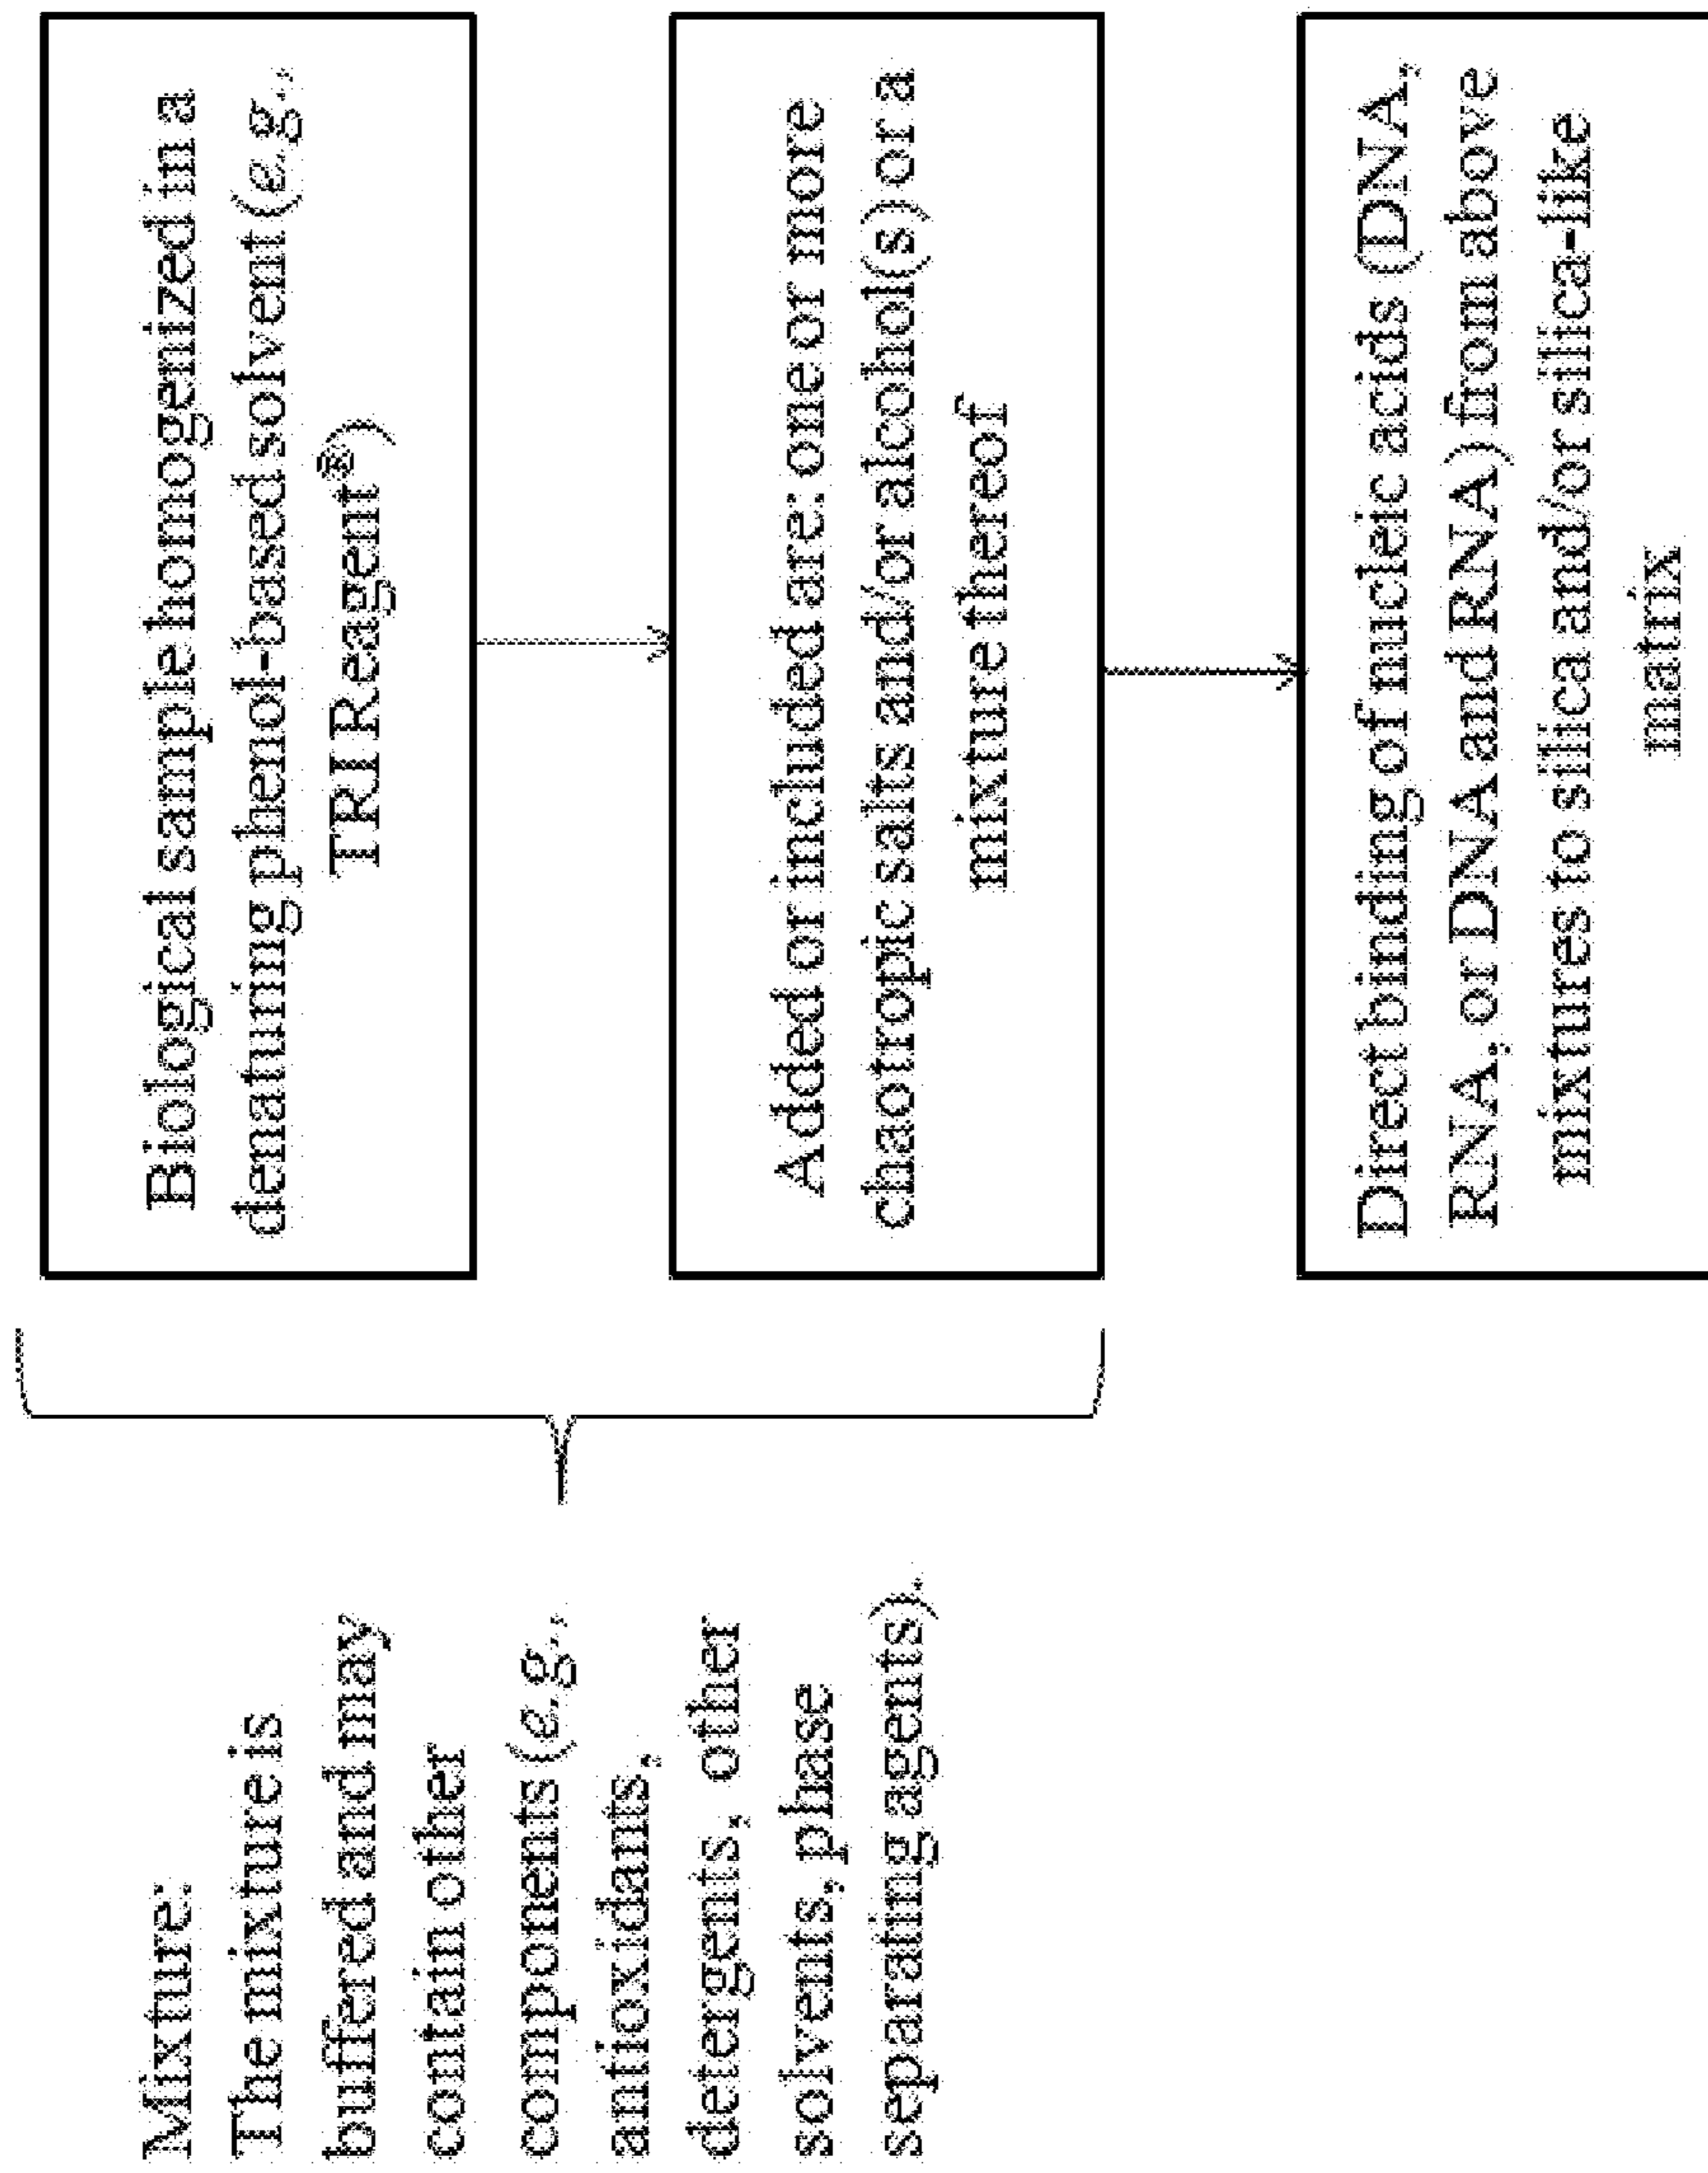 Mixture:
The mixture is
buffered and may
contain other
components (e.g.,
antioxidants,
detergents, other
solvents, phase
separating agents).
Biological sample homogenized in a
denaturing phenol-based solvent (e.g.,
TRI Reagent®)
Added or included are: one or more
chaotropic salts and/or alcohol(s) or a
mixture thereof
Direct binding of nucleic acids (DNA,
RNA, or DNA and RNA) from above
mixtures to silica and/or silica-like
matrix